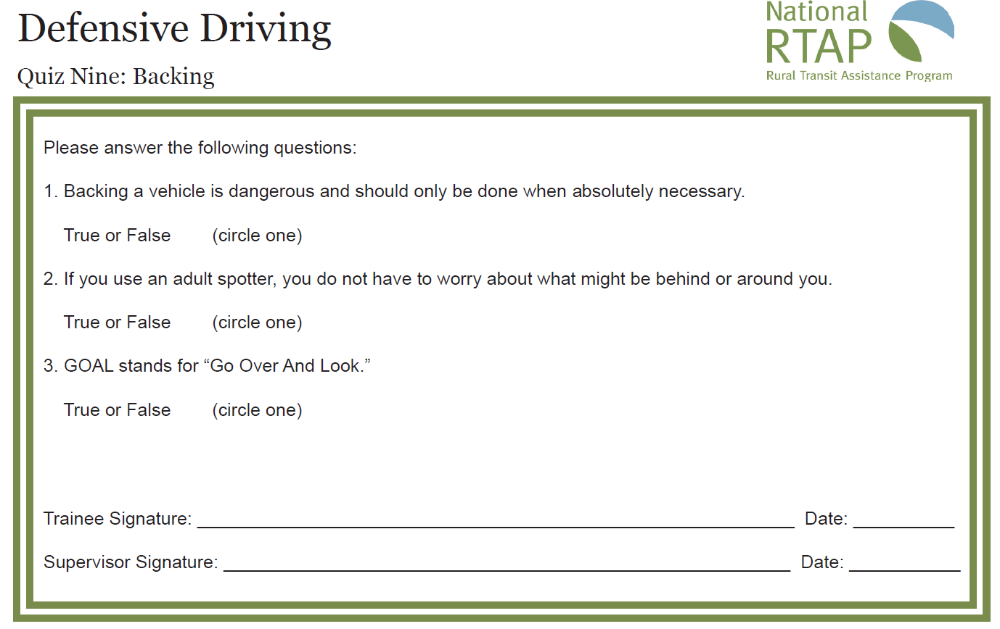 Defensive Driving
National
RTAP
Rural Transit Assistance Program
Quiz Nine: Backing
Please answer the following questions:
1. Backing a vehicle is dangerous and should only be done when absolutely necessary.
True or False (circle one)
2. If you use an adult spotter, you do not have to worry about what might be behind or around you.
True or False (circle one)
3. GOAL stands for “Go Over And Look.”
True or False (circle one)
Trainee Signature: ______ Date: ______
Supervisor Signature: ______ Date: ______